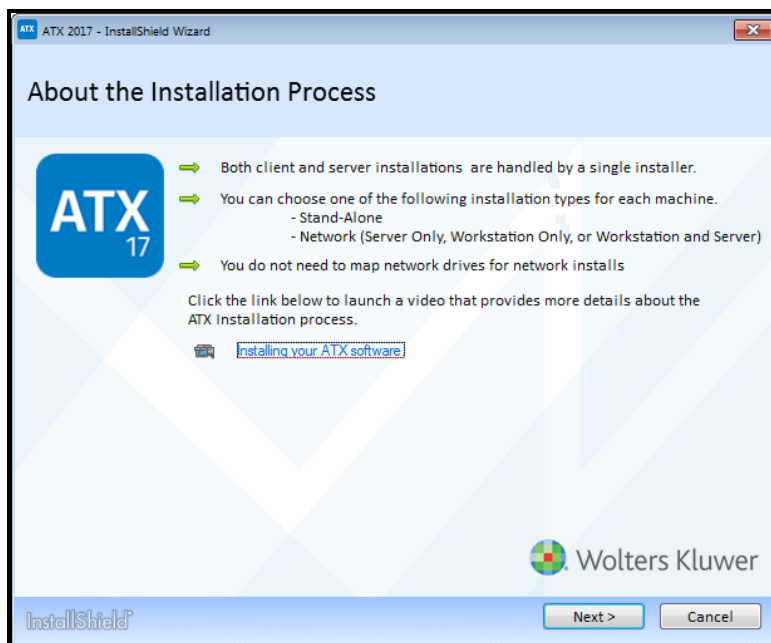 ATX ATX 2017 - InstallShield Wizard
About the Installation Process
ATX
17
Both client and server installations are handled by a single installer.
You can choose one of the following installation types for each machine.
- Stand-Alone
- Network (Server Only, Workstation Only, or Workstation and Server)
You do not need to map network drives for network installs
Click the link below to launch a video that provides more details about the
ATX Installation process.
Installing your ATX software
Wolters Kluwer
InstallShield
Next >
Cancel